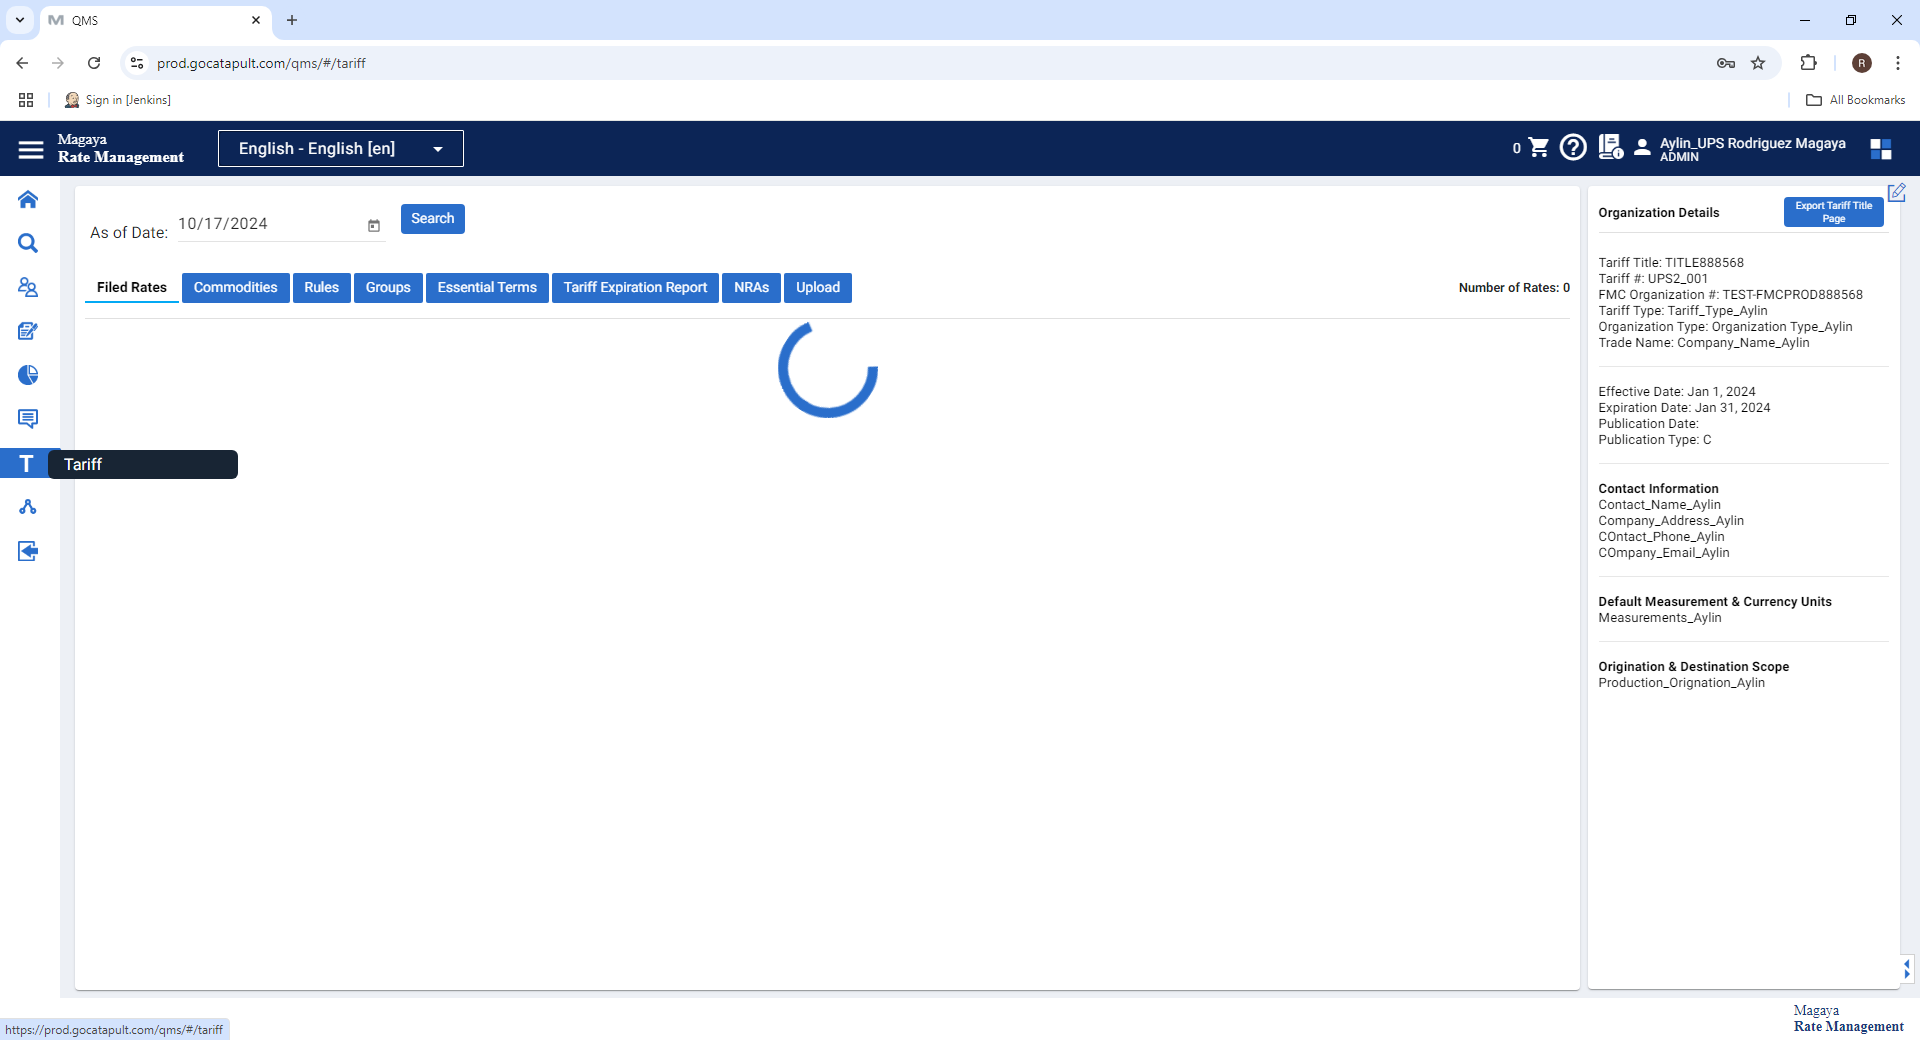 QMS
prod.gocatapult.com/qms/#/tariff
R
Sign in [Jenkins]
All Bookmarks
Magaya
Rate Management
English - English [en]
0
Aylin_UPS Rodriguez Magaya
ADMIN
As of Date:
10/17/2024
Search
Filed Rates
Commodities
Rules
Groups
Essential Terms
Tariff Expiration Report
NRAs
Upload
Number of Rates: 0
T
Tariff
Organization Details
Export Tariff Title
Page
Tariff Title: TITLE888568
Tariff #: UPS2_001
FMC Organization #: TEST-FMCPROD888568
Tariff Type: Tariff_Type_Aylin
Organization Type: Organization Type_Aylin
Trade Name: Company_Name_Aylin
Effective Date: Jan 1, 2024
Expiration Date: Jan 31, 2024
Publication Date:
Publication Type: C
Contact Information
Contact_Name_Aylin
Company_Address_Aylin
COntact_Phone_Aylin
COmpany_Email_Aylin
Default Measurement & Currency Units
Measurements_Aylin
Origination & Destination Scope
Production_Orignation_Aylin
https://prod.gocatapult.com/qms/#/tariff
Magaya
Rate Management